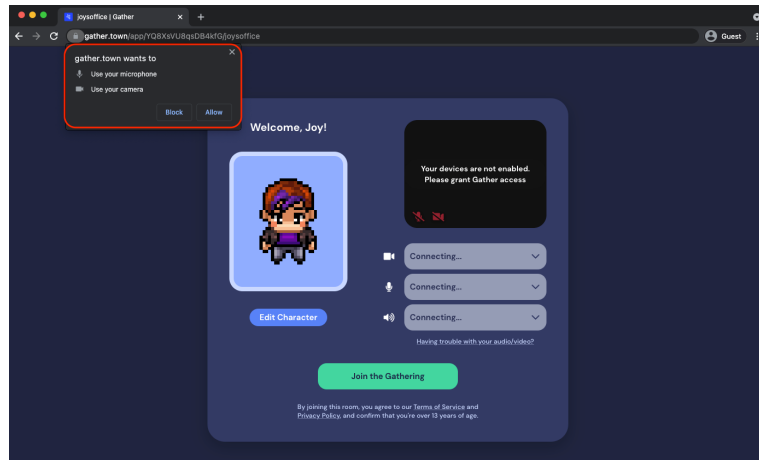 joysoffice | Gather
gather.town/app/YQ8XsVU8qsDB4kfG/joysoffice
Guest
gather.town wants to
Use your microphone
Use your camera
Block
Allow
Welcome, Joy!
Your devices are not enabled.
Please grant Gather access
Connecting...
Connecting...
Edit Character
Connecting...
Having trouble with your audio/video?
Join the Gathering
By joining this room, you agree to our Terms of Service and
Privacy Policy, and confirm that you're over 13 years of age.